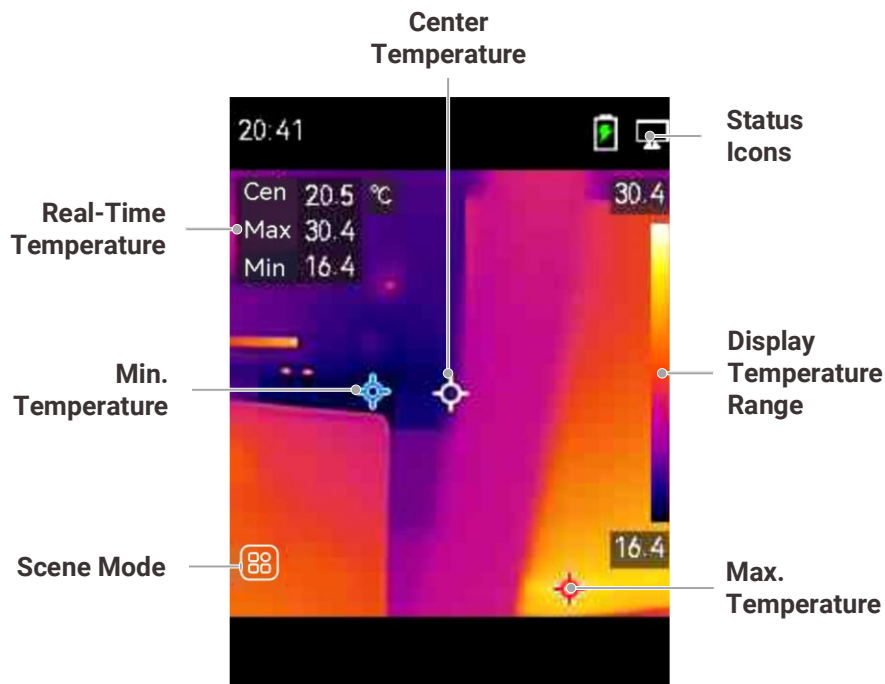 Center
Temperature
20:41
Status
Icons
Cen 20.5 °C
Max 30.4
Min 16.4
30.4
Real-Time
Temperature
Display
Temperature
Range
Min.
Temperature
16.4
Scene Mode
Max.
Temperature